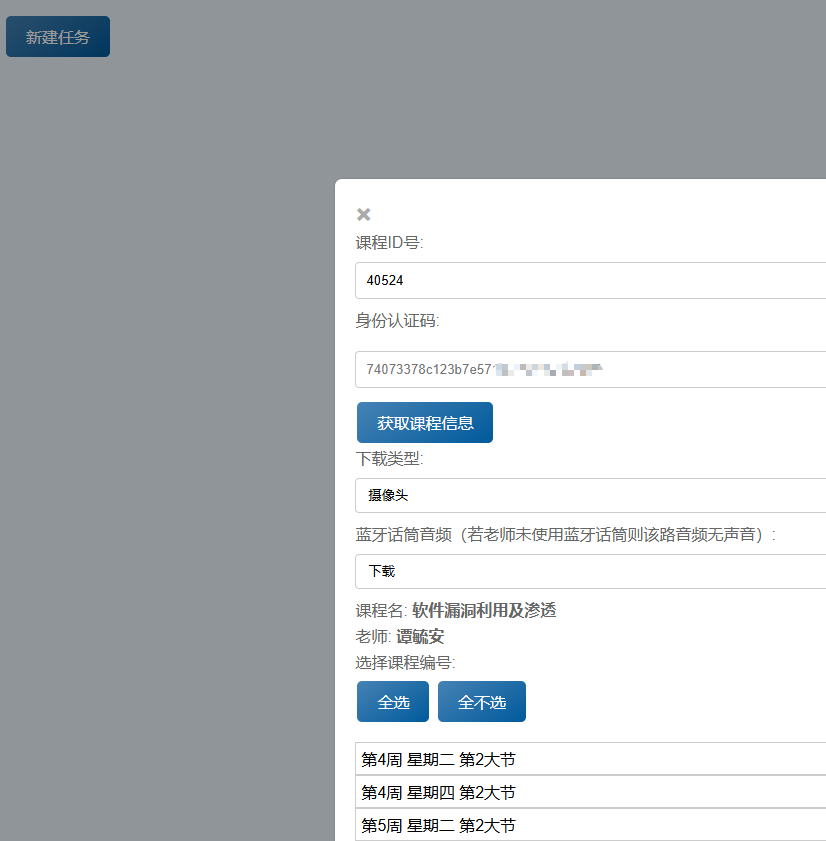 新建任务
×
课程ID号:
40524
身份认证码:
74073378c123b7e57
获取课程信息
下载类型:
摄像头
蓝牙话筒音频（若老师未使用蓝牙话筒则该路音频无声音）:
下载
课程名: 软件漏洞利用及渗透
老师: 谭毓安
选择课程编号:
全选 全不选
第4周 星期二 第2大节
第4周 星期四 第2大节
第5周 星期二 第2大节